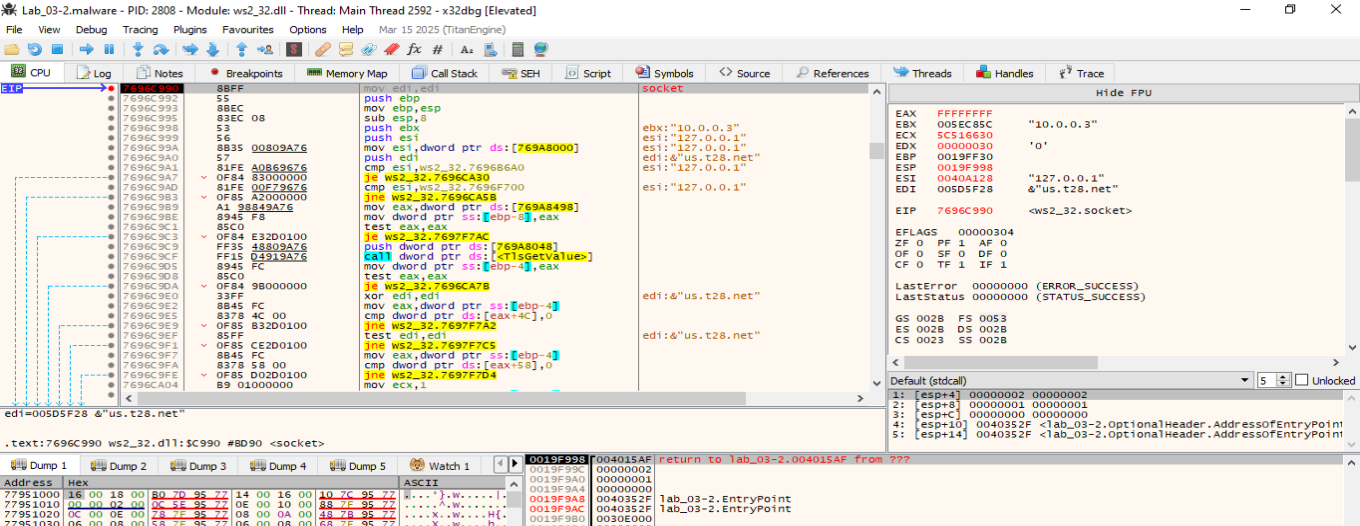 Lab_03-2.malware - PID: 2808 - Module: ws2_32.dll - Thread: Main Thread 2592 - x32dbg [Elevated]
File View Debug Tracing Plugins Favourites Options Help Mar 15 2025 (TitanEngine)
CPU Log Notes Breakpoints Memory Map Call Stack SEH Script Symbols Source References Threads Handles Trace
EIP 7696C990 8BFF mov edi,edi socket
7696C992 55 push ebp
7696C993 8BEC mov ebp,esp
7696C995 83EC 08 sub esp,8
7696C998 53 push ebx ebx:"10.0.0.3"
7696C999 56 push esi esi:"127.0.0.1"
7696C99A 8B35 00809A76 mov esi,dword ptr ds:[769A8000] esi:"127.0.0.1"
7696C9A0 57 push edi edi:&"us.t28.net"
7696C9A1 81FE A0B69676 cmp esi,ws2_32.7696B6A0 esi:"127.0.0.1"
7696C9A7 0F84 83000000 je ws2_32.7696CA30
7696C9AD 81FE 00F79676 cmp esi,ws2_32.7696F700 esi:"127.0.0.1"
7696C9B3 0F85 A2000000 jne ws2_32.7696CA5B
7696C9B9 A1 98849A76 mov eax,dword ptr ds:[769A8498]
7696C9BE 8945 F8 mov dword ptr ss:[ebp-8],eax
7696C9C1 85C0 test eax,eax
7696C9C3 0F84 E32D0100 je ws2_32.7697F7AC
7696C9C9 FF35 48809A76 push dword ptr ds:[769A8048]
7696C9CF FF15 D4919A76 call dword ptr ds:[<TlsGetValue>]
7696C9D5 8945 FC mov dword ptr ss:[ebp-4],eax
7696C9D8 85C0 test eax,eax
7696C9DA 0F84 9B000000 je ws2_32.7696CA7B
7696C9E0 33FF xor edi,edi edi:&"us.t28.net"
7696C9E2 8B45 FC mov eax,dword ptr ss:[ebp-4]
7696C9E5 8378 4C 00 cmp dword ptr ds:[eax+4C],0
7696C9E9 0F85 B32D0100 jne ws2_32.7697F7A2
7696C9EF 85FF test edi,edi edi:&"us.t28.net"
7696C9F1 0F85 CE2D0100 jne ws2_32.7697F7C5
7696C9F7 8B45 FC mov eax,dword ptr ss:[ebp-4]
7696C9FA 8378 58 00 cmp dword ptr ds:[eax+58],0
7696C9FE 0F85 D02D0100 jne ws2_32.7697F7D4
7696CA04 B9 01000000 mov ecx,1
Hide FPU
EAX FFFFFFFF
EBX 005EC85C "10.0.0.3"
ECX 5C516630
EDX 00000030 '0'
EBP 0019FF30
ESP 0019F998
ESI 0040A128 "127.0.0.1"
EDI 005D5F28 &"us.t28.net"
EIP 7696C990 <ws2_32.socket>
EFLAGS 00000304
ZF 0 PF 1 AF 0
OF 0 SF 0 DF 0
CF 0 TF 1 IF 1
LastError 00000000 (ERROR_SUCCESS)
LastStatus 00000000 (STATUS_SUCCESS)
GS 002B FS 0053
ES 002B DS 002B
CS 0023 SS 002B
Default (stdcall) 5 Unlocked
1: [esp+4] 00000002 00000002
2: [esp+8] 00000001 00000001
3: [esp+C] 00000000 00000000
4: [esp+10] 0040352F <lab_03-2.OptionalHeader.AddressOfEntryPoint
5: [esp+14] 0040352F <lab_03-2.OptionalHeader.AddressOfEntryPoint
edi=005D5F28 &"us.t28.net"
.text:7696C990 ws2_32.dll:$C990 #BD90 <socket>
Dump 1 Dump 2 Dump 3 Dump 4 Dump 5 Watch 1
Address Hex ASCII
77951000 16 00 18 00 B0 7D 95 77 14 00 16 00 10 7C 95 77 ....°}.w.....|.
77951010 00 00 02 00 0C 5E 95 77 0E 00 10 00 88 7F 95 77
77951020 0C 00 0E 00 78 7F 95 77 08 00 0A 00 48 7B 95 77 ....x..w....H{.
77951030 06 00 08 00 58 7F 95 77 06 00 08 00 68 7F 95 77
0019F998 004015AF return to lab_03-2.004015AF from ???
0019F99C 00000002
0019F9A0 00000001
0019F9A4 00000000
0019F9A8 0040352F lab_03-2.EntryPoint
0019F9AC 0040352F lab_03-2.EntryPoint
0019F9B0 0030E000